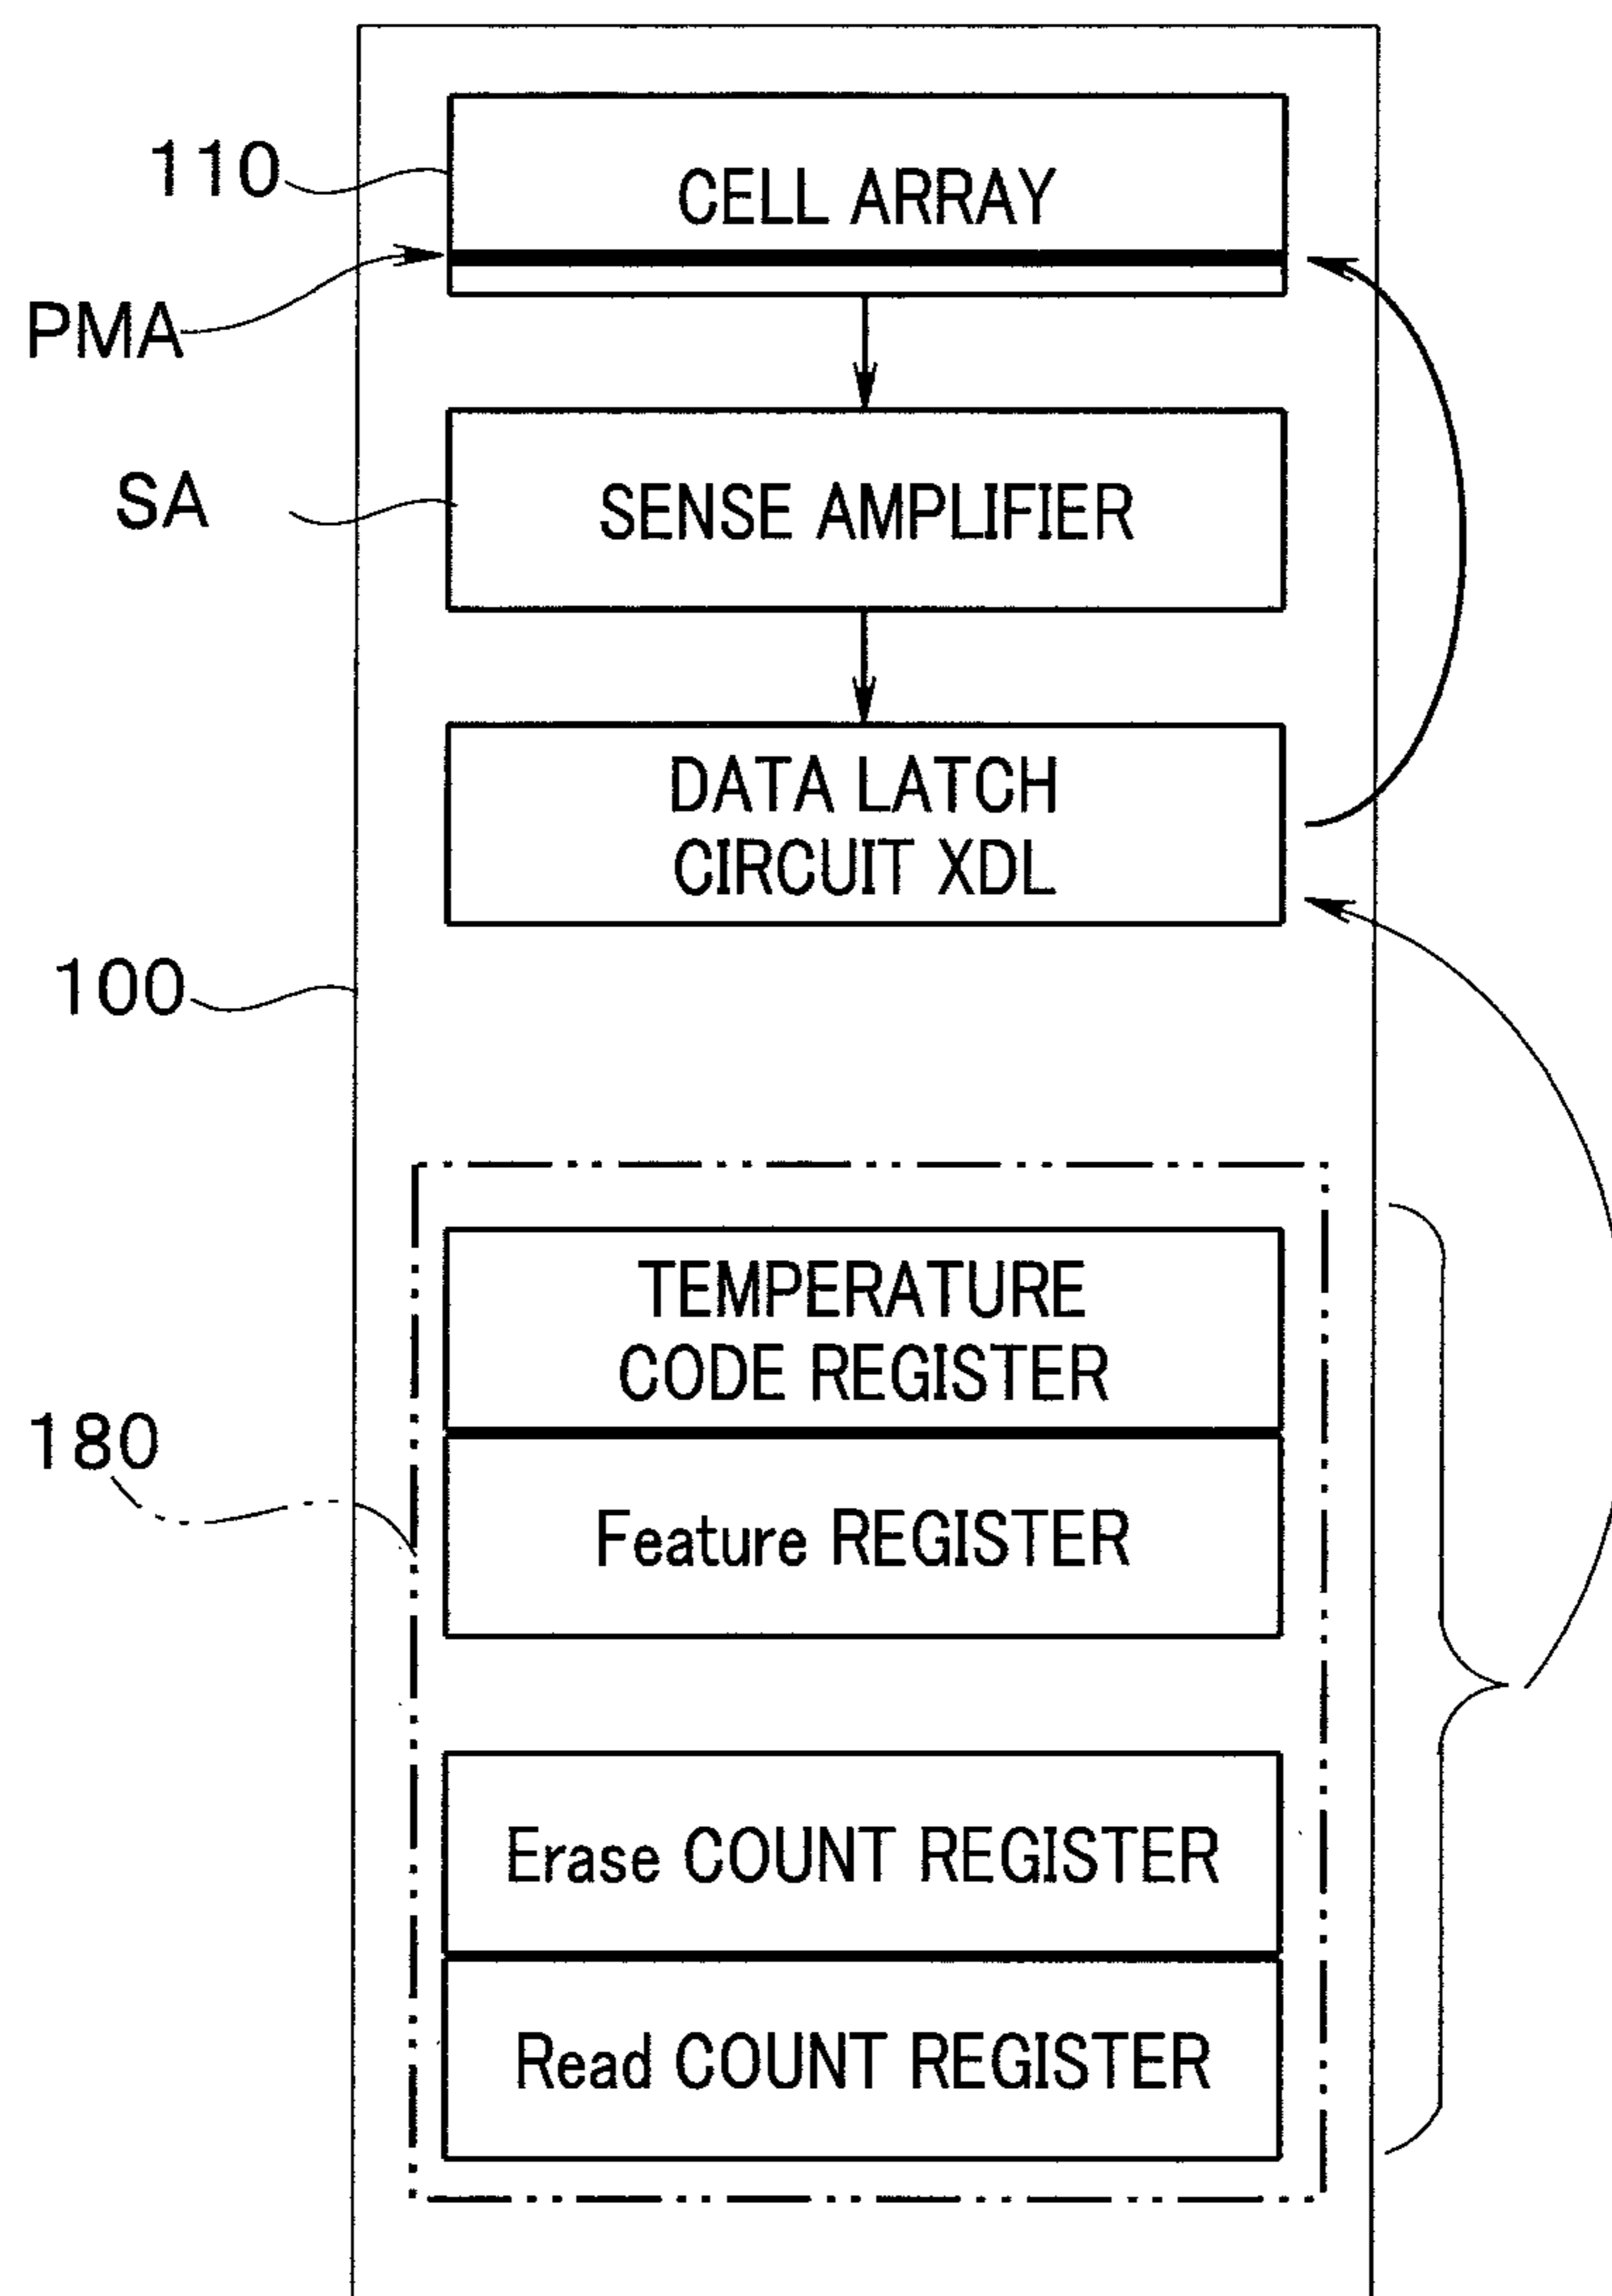 110
CELL ARRAY
PMA
SA
SENSE AMPLIFIER
DATA LATCH
CIRCUIT XDL
100
TEMPERATURE
CODE REGISTER
180
Feature REGISTER
Erase COUNT REGISTER
Read COUNT REGISTER